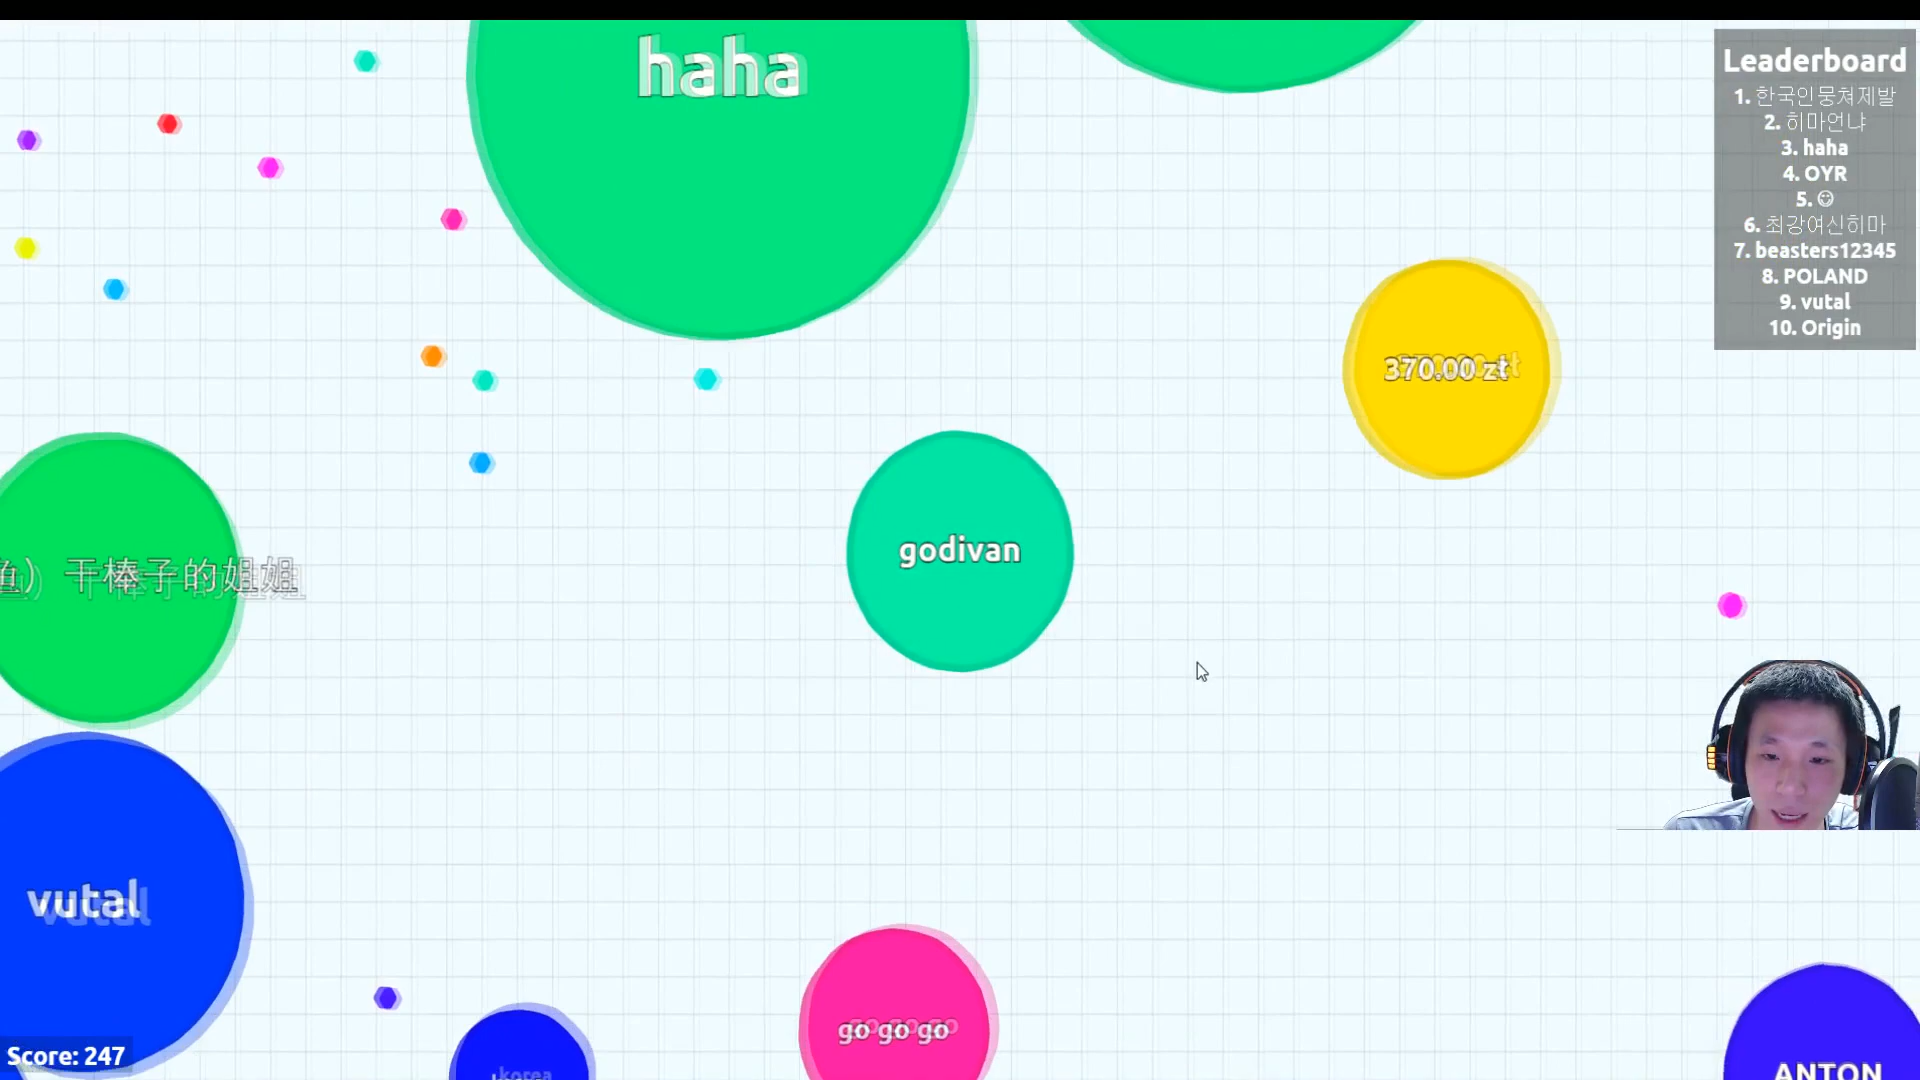 haha
Leaderboard
1. 한국인뭉쳐제발
2. 히마언냐
3. haha
4. OYR
5. ☺
6. 최강여신히마
7. beasters12345
8. POLAND
9. vutal
10. Origin
370.00 zł
godivan
鱼）干棒子的姐姐
vutal
go go go
korea
ANTON
Score: 247